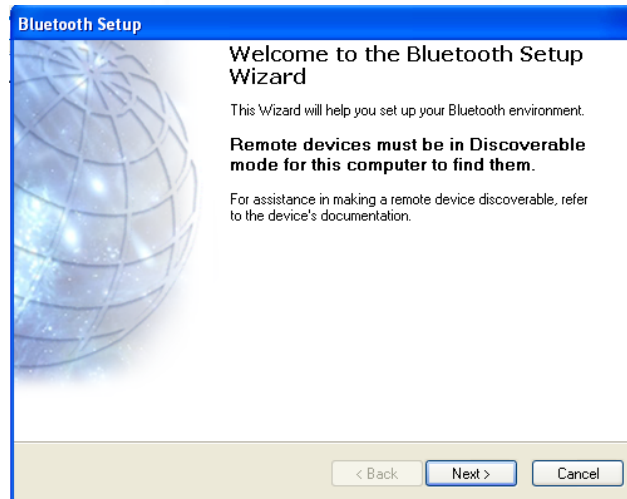 Bluetooth Setup
Welcome to the Bluetooth Setup
Wizard
This Wizard will help you set up your Bluetooth environment.
Remote devices must be in Discoverable
mode for this computer to find them.
For assistance in making a remote device discoverable, refer
to the device's documentation.
< Back Next > Cancel